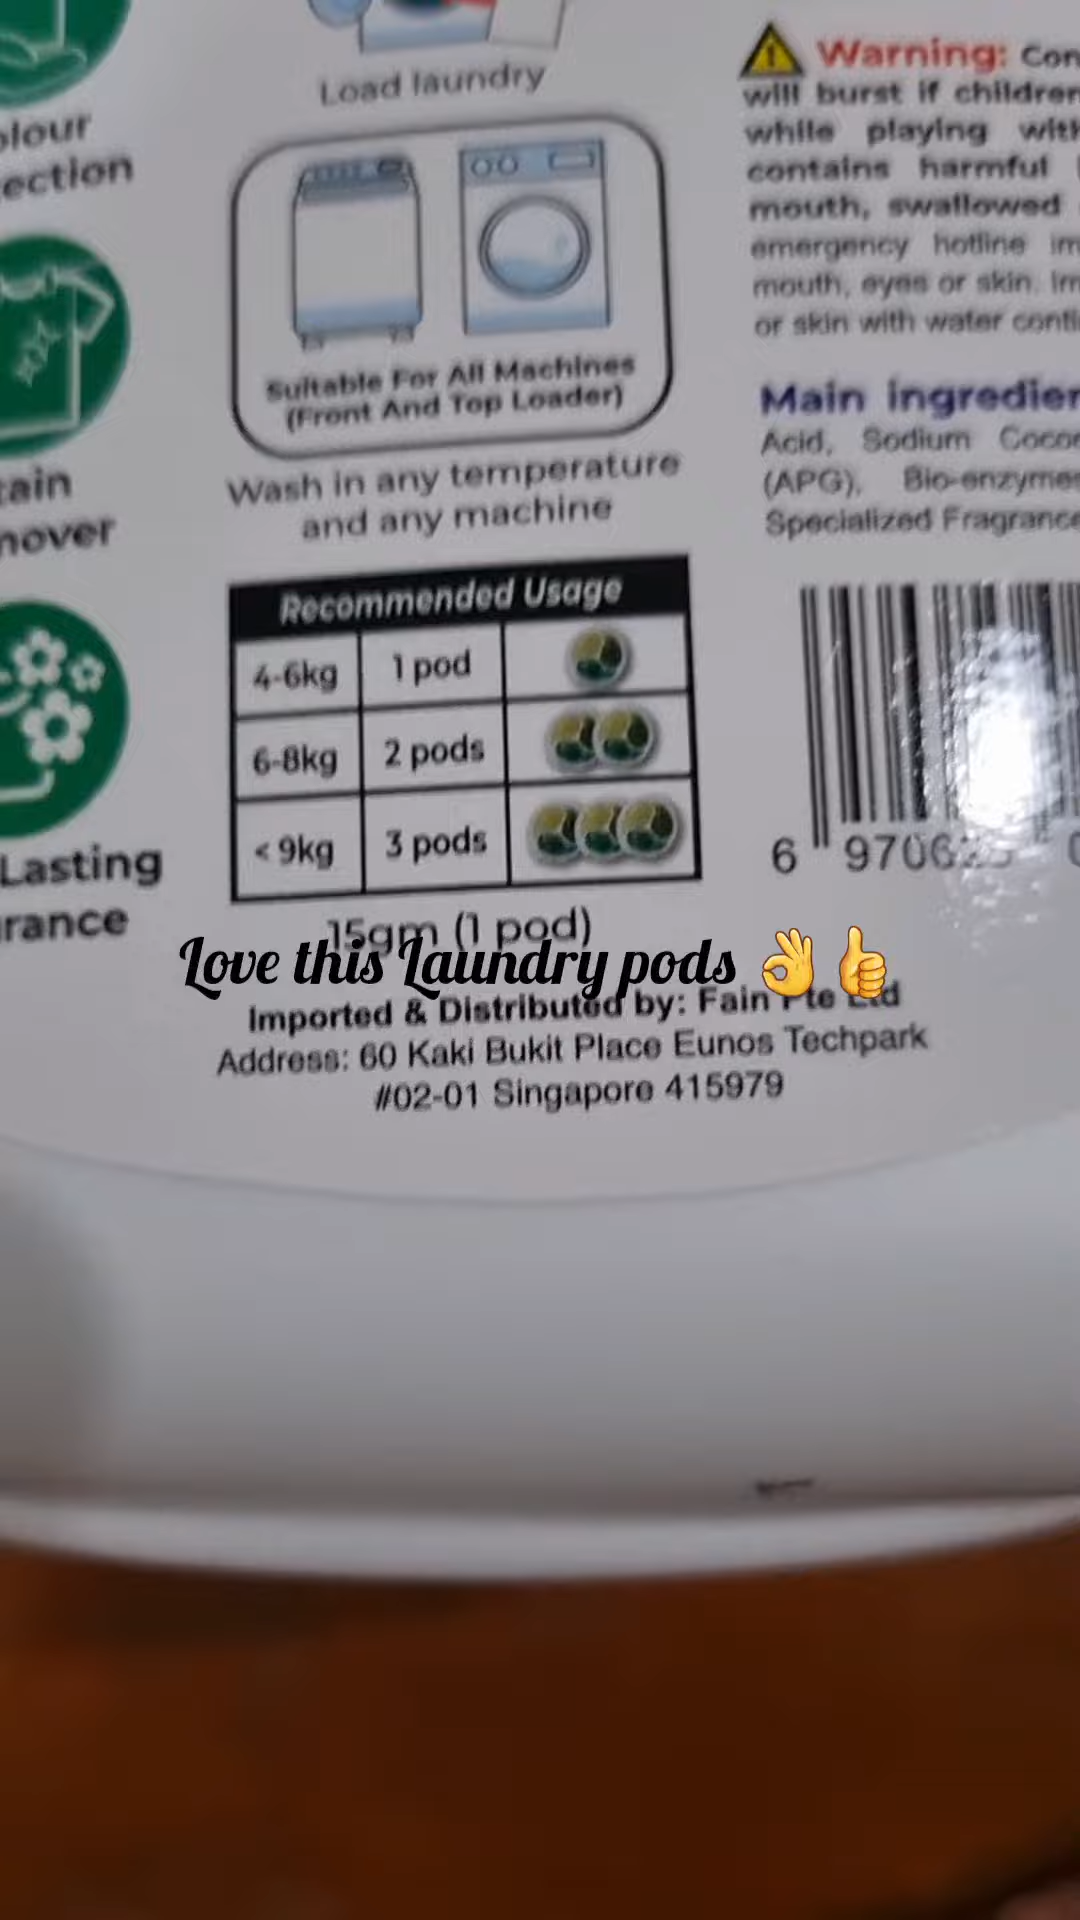 Load laundry
Suitable For All Machines
(Front And Top Loader)
Wash in any temperature
and any machine
Recommended Usage
4-6kg 1 pod
6-8kg 2 pods
< 9kg 3 pods
15gm (1 pod)
Love this Laundry pods 👌👍
Imported & Distributed by: Fain Pte Ltd
Address: 60 Kaki Bukit Place Eunos Techpark
#02-01 Singapore 415979
olour
ection
tain
mover
Lasting
rance
Warning: Con
will burst if children
while playing with
contains harmful
mouth, swallowed
emergency hotline im
mouth, eyes or skin. Im
or skin with water conti
Main ingredien
Acid, Sodium Cocoa
(APG), Bio-enzymes
Specialized Fragrance
6 9706